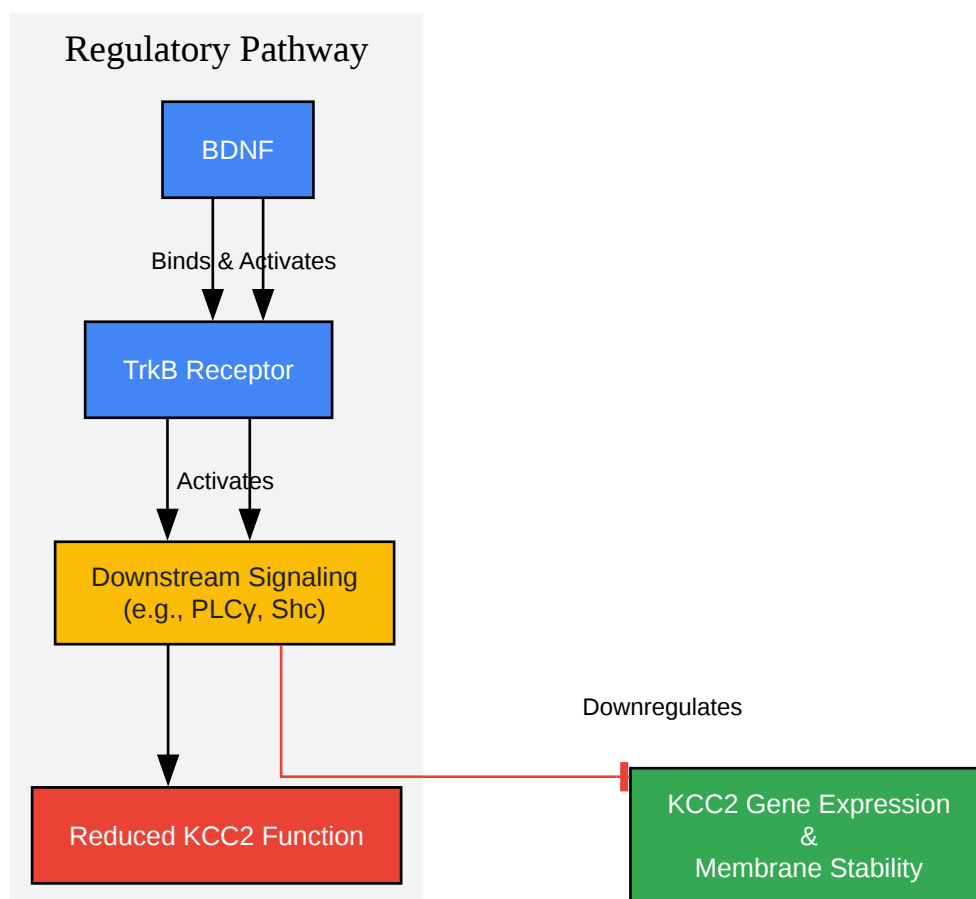 Regulatory Pathway
BDNF
Binds & Activates
TrkB Receptor
Activates
Downstream Signaling
(e.g., PLCγ, Shc)
Downregulates
Reduced KCC2 Function
KCC2 Gene Expression
&
Membrane Stability